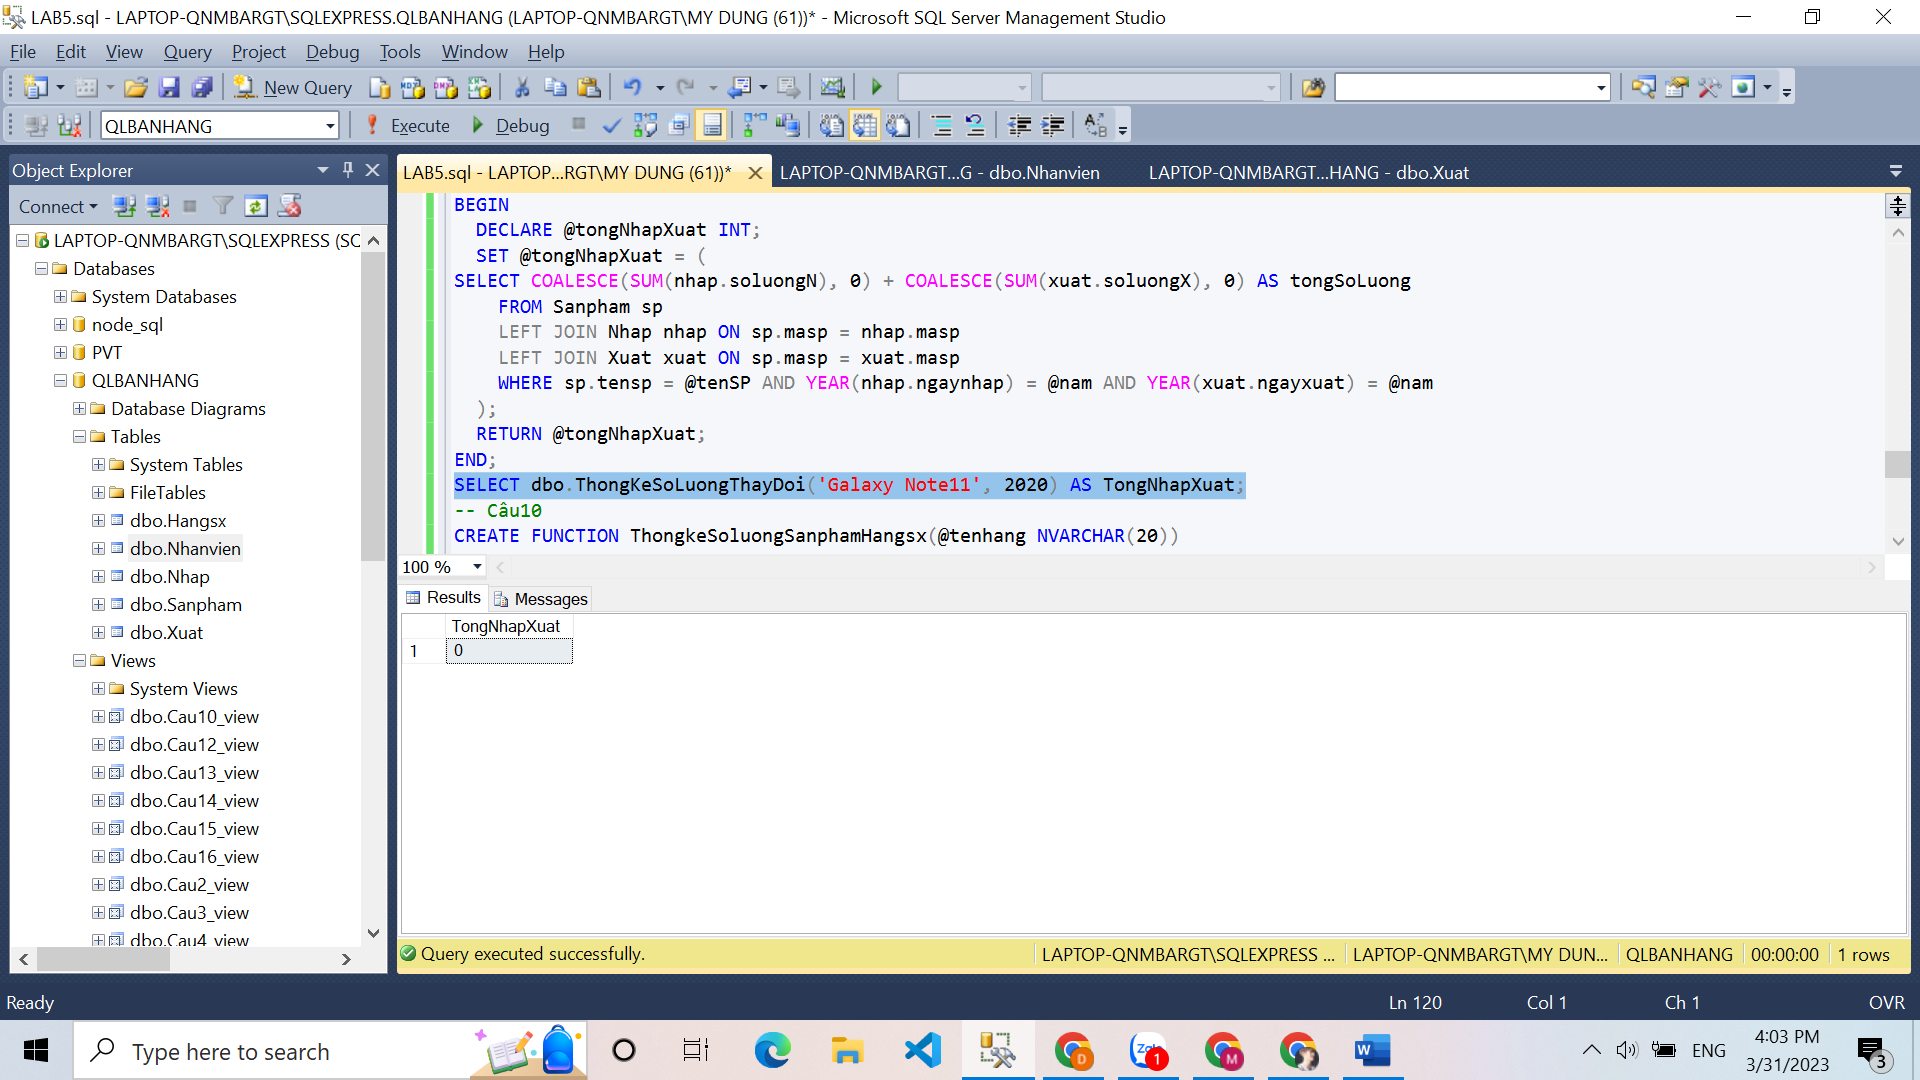 LAB5.sql - LAPTOP-QNMBARGT\SQLEXPRESS.QLBANHANG (LAPTOP-QNMBARGT\MY DUNG (61))* - Microsoft SQL Server Management Studio
File Edit View Query Project Debug Tools Window Help
New Query
QLBANHANG Execute Debug
Object Explorer
Connect
LAPTOP-QNMBARGT\SQLEXPRESS (SC
Databases
System Databases
node_sql
PVT
QLBANHANG
Database Diagrams
Tables
System Tables
FileTables
dbo.Hangsx
dbo.Nhanvien
dbo.Nhap
dbo.Sanpham
dbo.Xuat
Views
System Views
dbo.Cau10_view
dbo.Cau12_view
dbo.Cau13_view
dbo.Cau14_view
dbo.Cau15_view
dbo.Cau16_view
dbo.Cau2_view
dbo.Cau3_view
dbo.Cau4_view
LAB5.sql - LAPTOP...RGT\MY DUNG (61))* LAPTOP-QNMBARGT...G - dbo.Nhanvien LAPTOP-QNMBARGT...HANG - dbo.Xuat
BEGIN
DECLARE @tongNhapXuat INT;
SET @tongNhapXuat = (
SELECT COALESCE(SUM(nhap.soluongN), 0) + COALESCE(SUM(xuat.soluongX), 0) AS tongSoLuong
FROM Sanpham sp
LEFT JOIN Nhap nhap ON sp.masp = nhap.masp
LEFT JOIN Xuat xuat ON sp.masp = xuat.masp
WHERE sp.tensp = @tenSP AND YEAR(nhap.ngaynhap) = @nam AND YEAR(xuat.ngayxuat) = @nam
);
RETURN @tongNhapXuat;
END;
SELECT dbo.ThongKeSoLuongThayDoi('Galaxy Note11', 2020) AS TongNhapXuat;
-- Câu10
CREATE FUNCTION ThongkeSoluongSanphamHangsx(@tenhang NVARCHAR(20))
100 %
Results Messages
TongNhapXuat
1 0
Query executed successfully. LAPTOP-QNMBARGT\SQLEXPRESS ... LAPTOP-QNMBARGT\MY DUN... QLBANHANG 00:00:00 1 rows
Ready Ln 120 Col 1 Ch 1 OVR
Type here to search
ENG
4:03 PM
3/31/2023
3